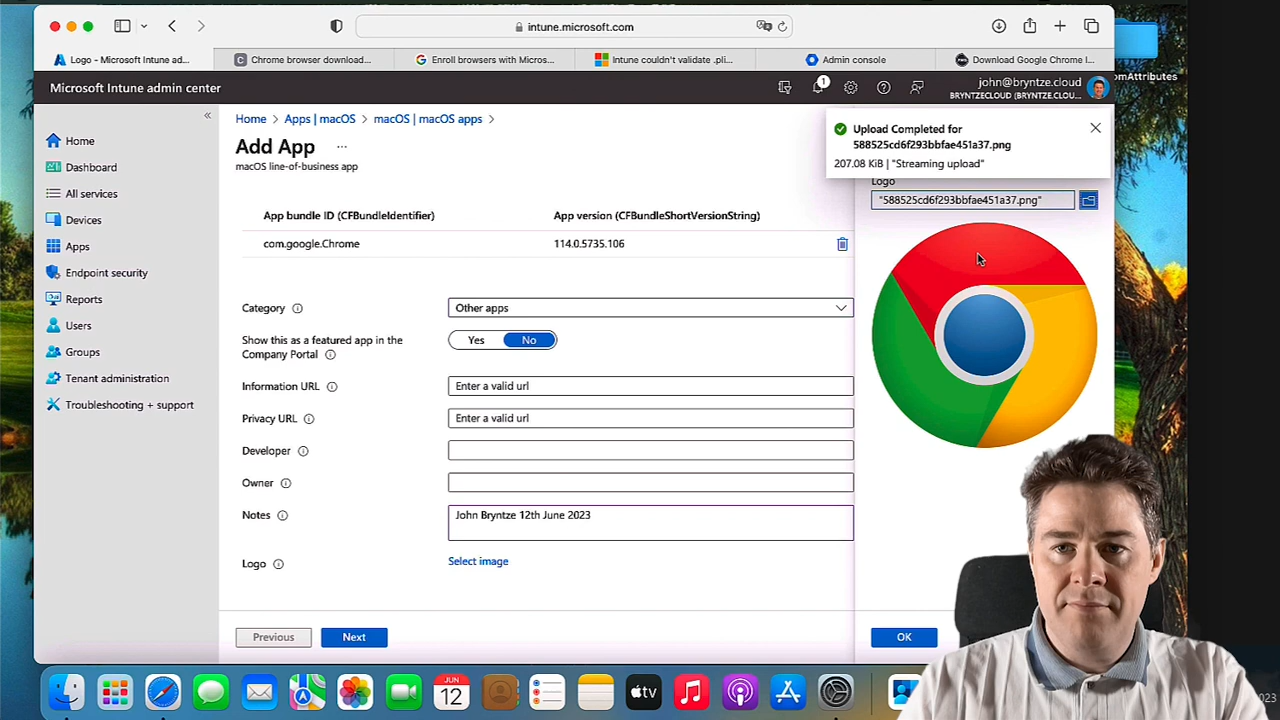 intune.microsoft.com
Logo - Microsoft Intune ad...
Chrome browser download...
Enroll browsers with Micros...
Intune couldn't validate .pli...
Admin console
Download Google Chrome I...
omAttributes
Microsoft Intune admin center
1
john@bryntze.cloud
BRYNTZECLOUD (BRYNTZE.CLOU...
«
Home
Dashboard
All services
Devices
Apps
Endpoint security
Reports
Users
Groups
Tenant administration
Troubleshooting + support
Home > Apps | macOS > macOS | macOS apps >
Add App ...
macOS line-of-business app
Upload Completed for
588525cd6f293bbfae451a37.png
207.08 KiB | "Streaming upload"
Logo
"588525cd6f293bbfae451a37.png"
App bundle ID (CFBundleIdentifier) App version (CFBundleShortVersionString)
com.google.Chrome 114.0.5735.106
Category Other apps
Show this as a featured app in the
Company Portal
Yes No
Information URL Enter a valid url
Privacy URL Enter a valid url
Developer
Owner
Notes John Bryntze 12th June 2023
Logo Select image
Previous Next
OK
JUN
12
tv